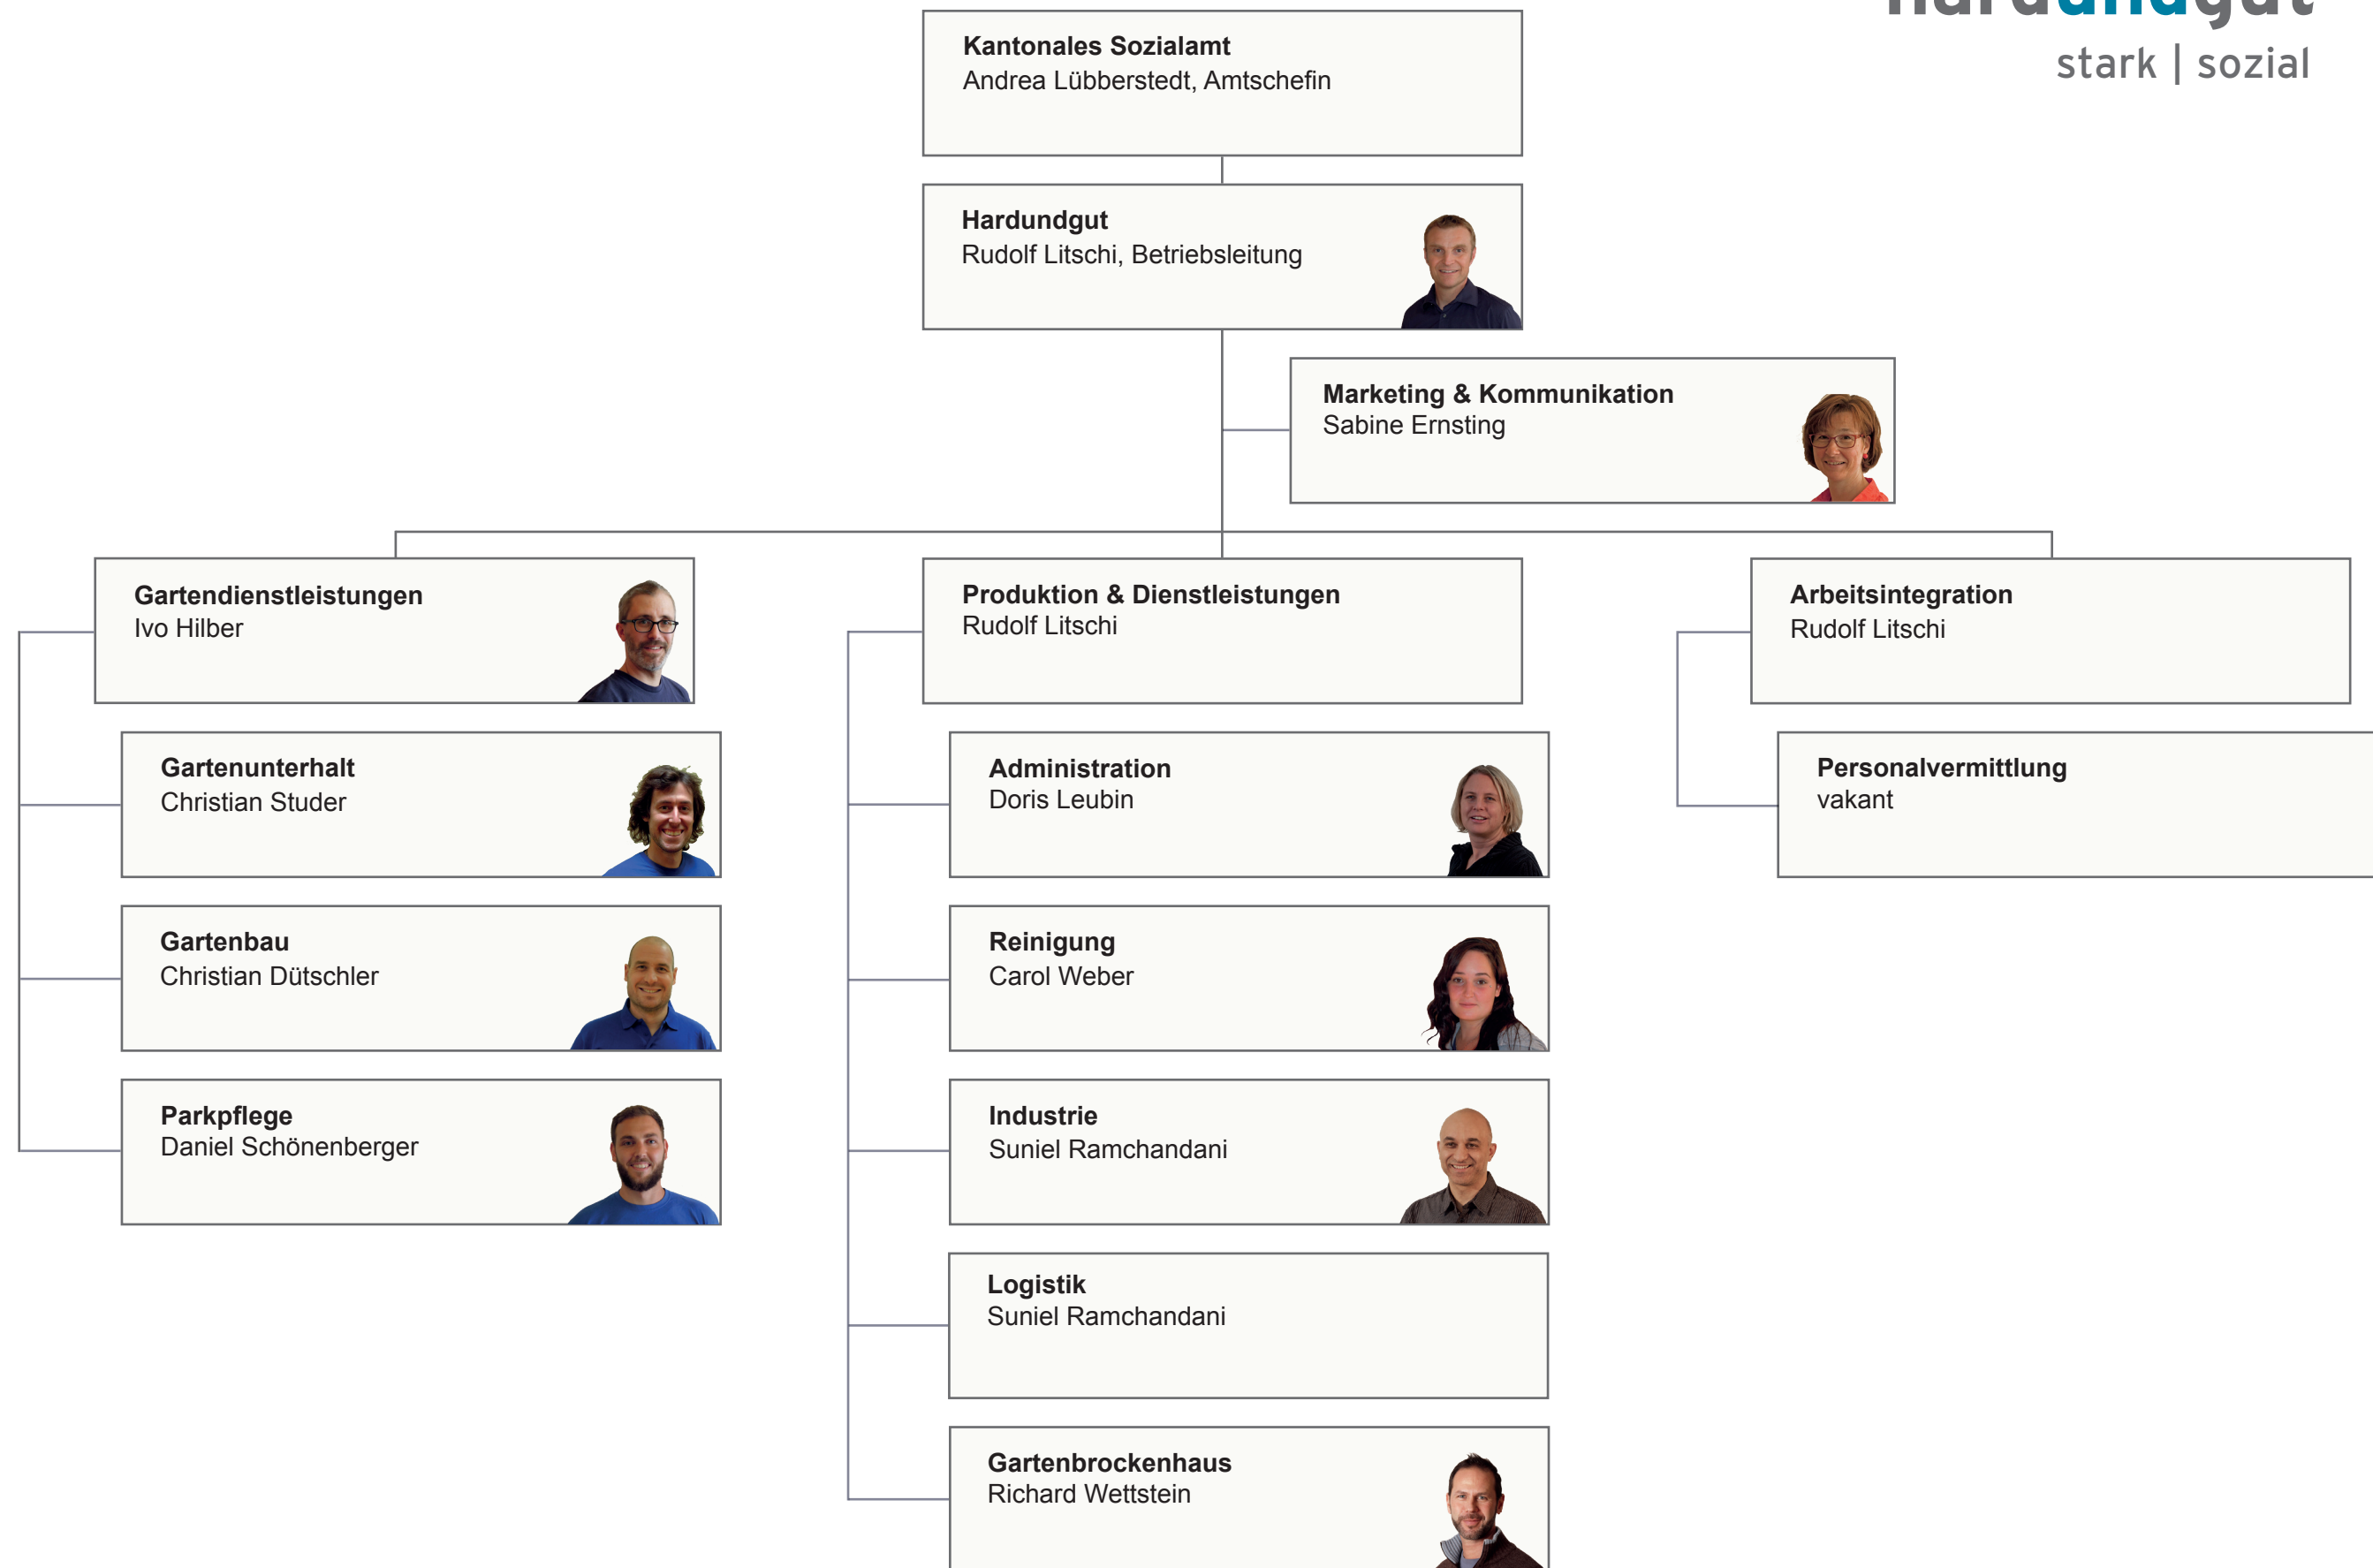 hardundgut
stark | sozial
Kantonales Sozialamt
Andrea Lübberstedt, Amtschefin
Hardundgut
Rudolf Litschi, Betriebsleitung
Marketing & Kommunikation
Sabine Ernsting
Gartendienstleistungen
Ivo Hilber
Gartenunterhalt
Christian Studer
Gartenbau
Christian Dütschler
Parkpflege
Daniel Schönenberger
Produktion & Dienstleistungen
Rudolf Litschi
Administration
Doris Leubin
Reinigung
Carol Weber
Industrie
Suniel Ramchandani
Logistik
Suniel Ramchandani
Gartenbrockenhaus
Richard Wettstein
Arbeitsintegration
Rudolf Litschi
Personalvermittlung
vakant